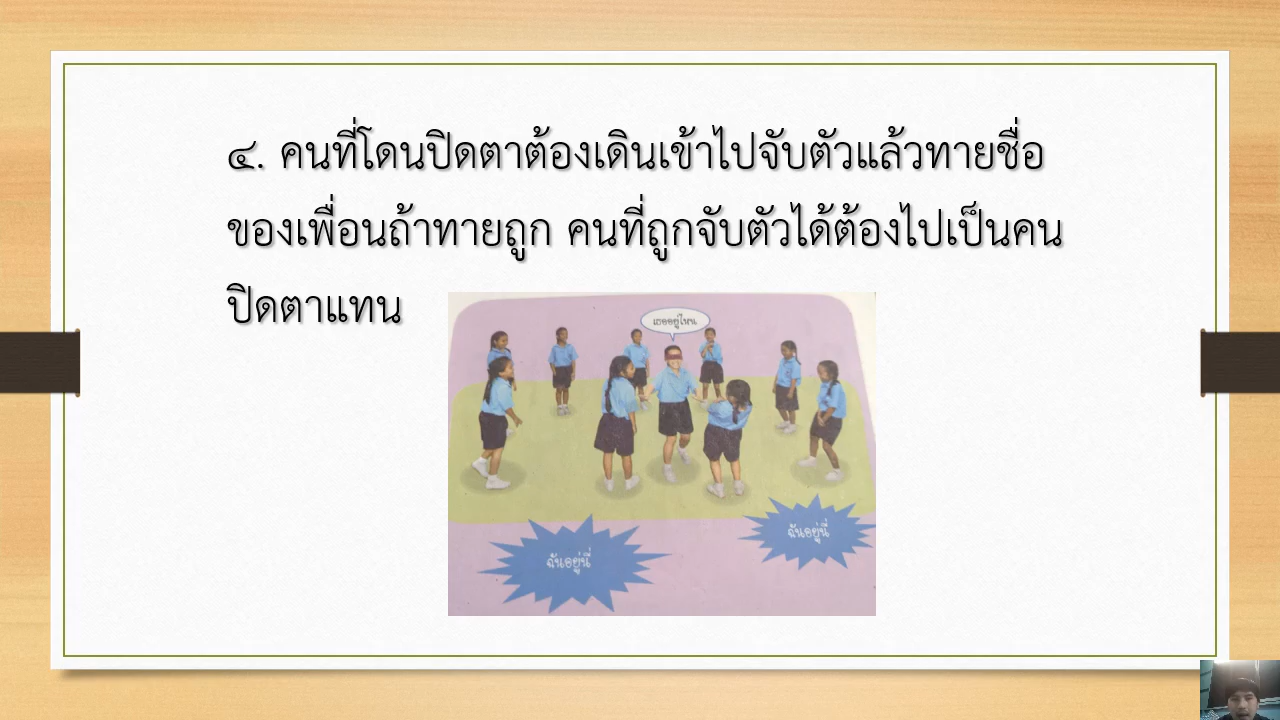 ๔. คนที่โดนปิดตาต้องเดินเข้าไปจับตัวแล้วทายชื่อ
ของเพื่อนถ้าทายถูก คนที่ถูกจับตัวได้ต้องไปเป็นคน
ปิดตาแทน
เธออยู่ไหน
ฉันอยู่นี่
ฉันอยู่นี่